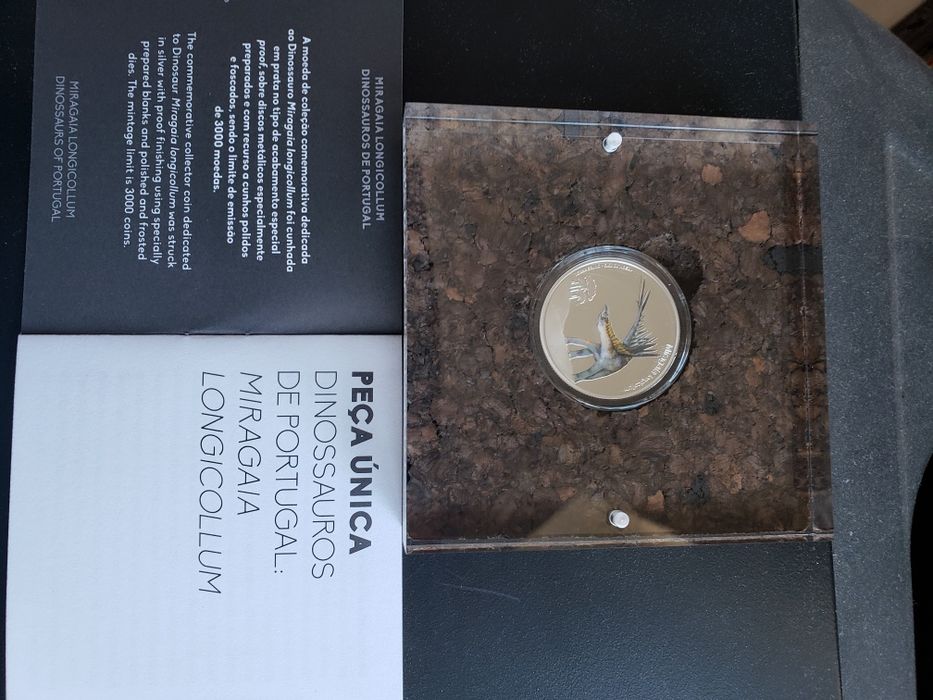 MIRAGAIA LONGICOLLUM
DINOSSAUROS DE PORTUGAL
A moeda de coleção comemorativa dedicada
ao Dinossauro Miragaia longicollum foi cunhada
em prata no tipo de acabamento especial
proof, sobre discos metálicos especialmente
preparados e com recurso a cunhos polidos
e foscados, sendo o limite de emissão
de 3000 moedas.
The commemorative collector coin dedicated
to Dinosaur Miragaia longicollum was struck
in silver with proof finishing using specially
prepared blanks and polished and frosted
dies. The mintage limit is 3000 coins.
MIRAGAIA LONGICOLLUM
DINOSSAURS OF PORTUGAL
PEÇA ÚNICA
DINOSSAUROS
DE PORTUGAL:
MIRAGAIA
LONGICOLLUM